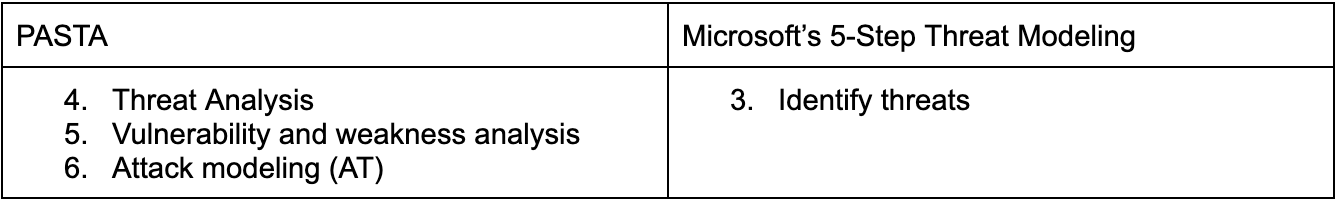 PASTA
Microsoft’s 5-Step Threat Modeling
4. Threat Analysis
5. Vulnerability and weakness analysis
6. Attack modeling (AT)
3. Identify threats